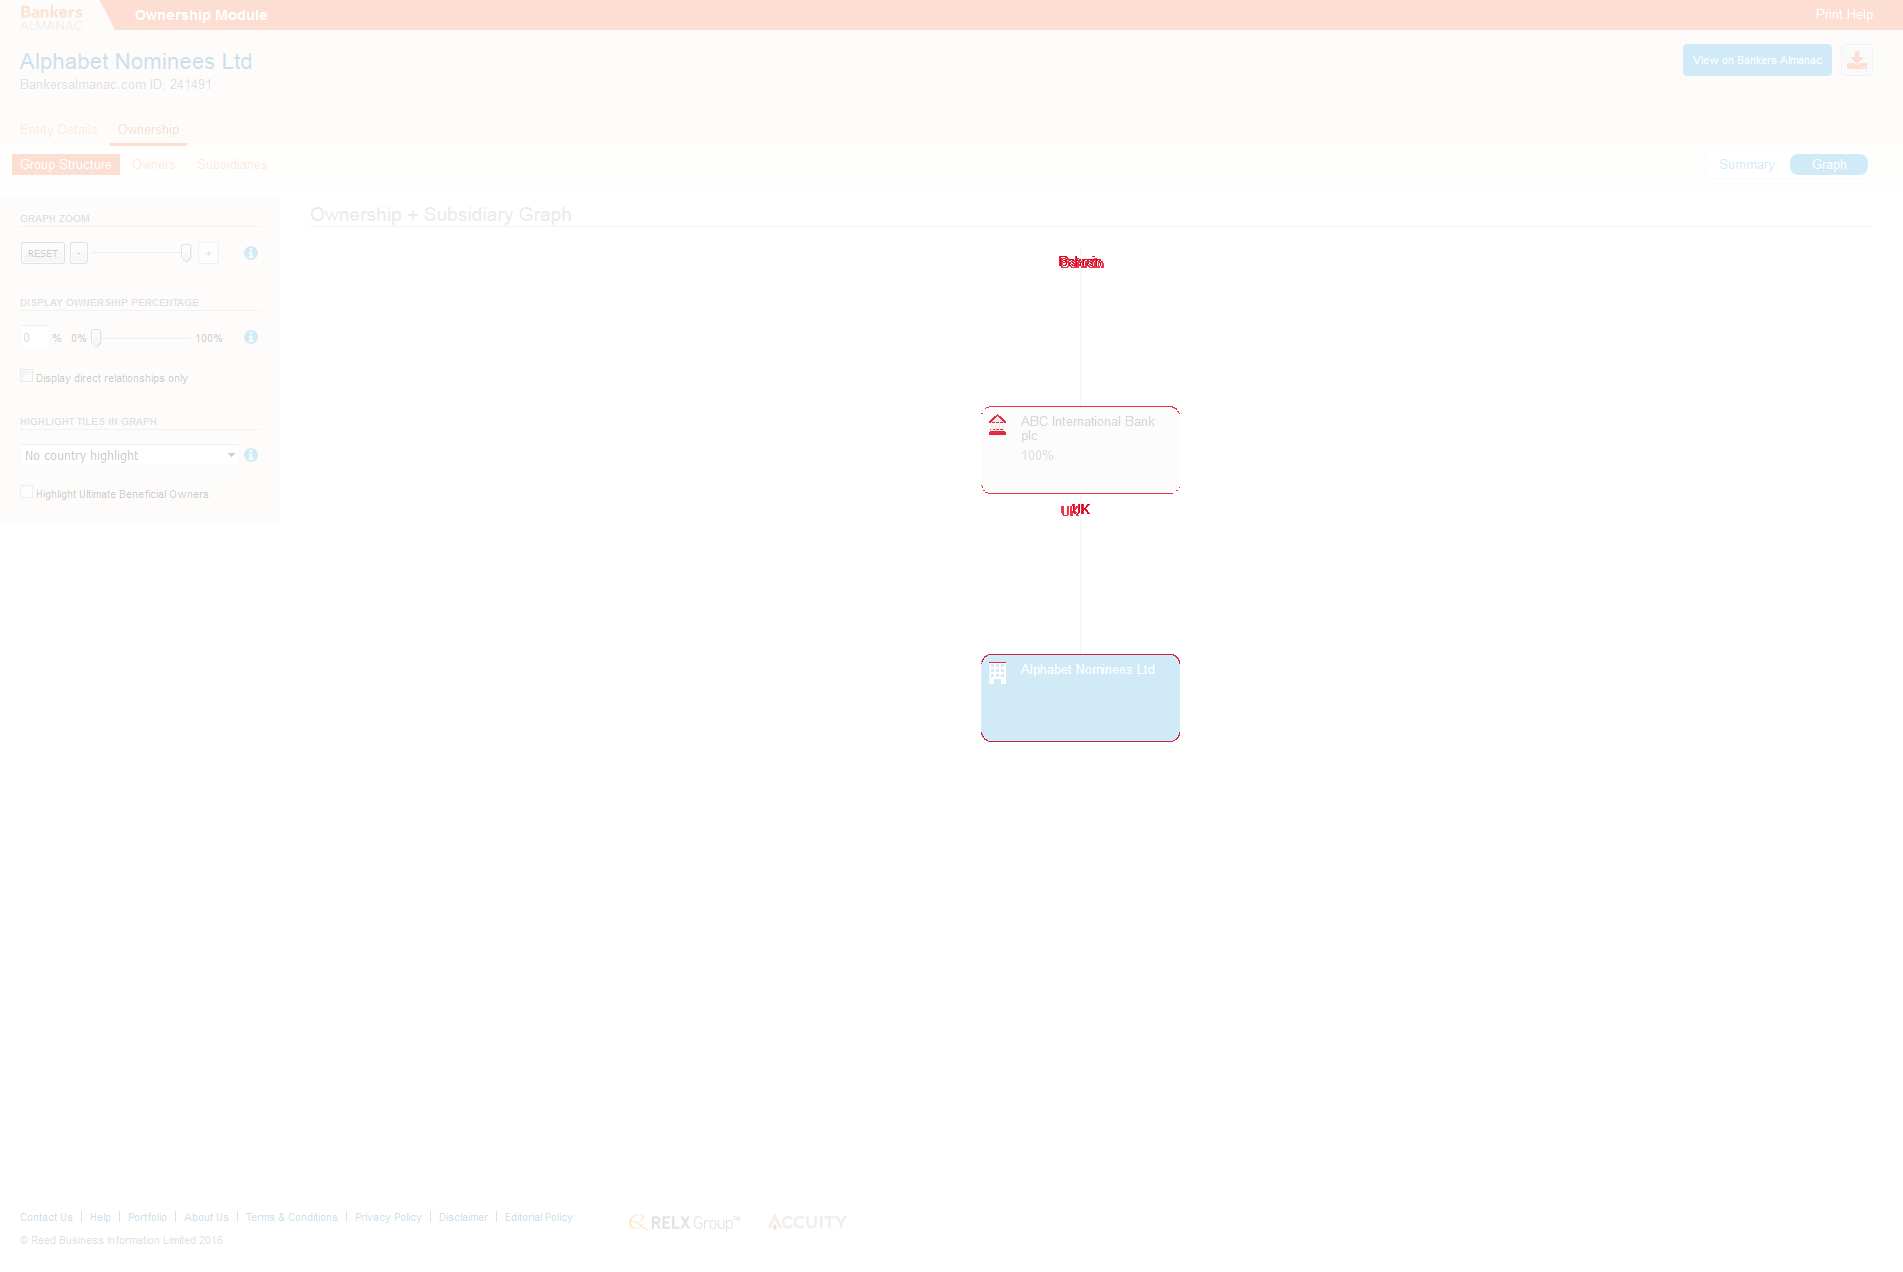 Bankers
ALMANAC
Ownership Module
Print Help
Alphabet Nominees Ltd
Bankersalmanac.com ID: 241491
View on Bankers Almanac
Entity Details Ownership
Group Structure Owners Subsidiaries
Summary Graph
GRAPH ZOOM
RESET - +
DISPLAY OWNERSHIP PERCENTAGE
0 % 0% 100%
Display direct relationships only
HIGHLIGHT TILES IN GRAPH
No country highlight
Highlight Ultimate Beneficial Owners
Ownership + Subsidiary Graph
ABC International Bank
plc
100%
UK UK
Alphabet Nominees Ltd
Contact Us | Help | Portfolio | About Us | Terms & Conditions | Privacy Policy | Disclaimer | Editorial Policy
© Reed Business Information Limited 2016
RELX Group™
ACCUITY